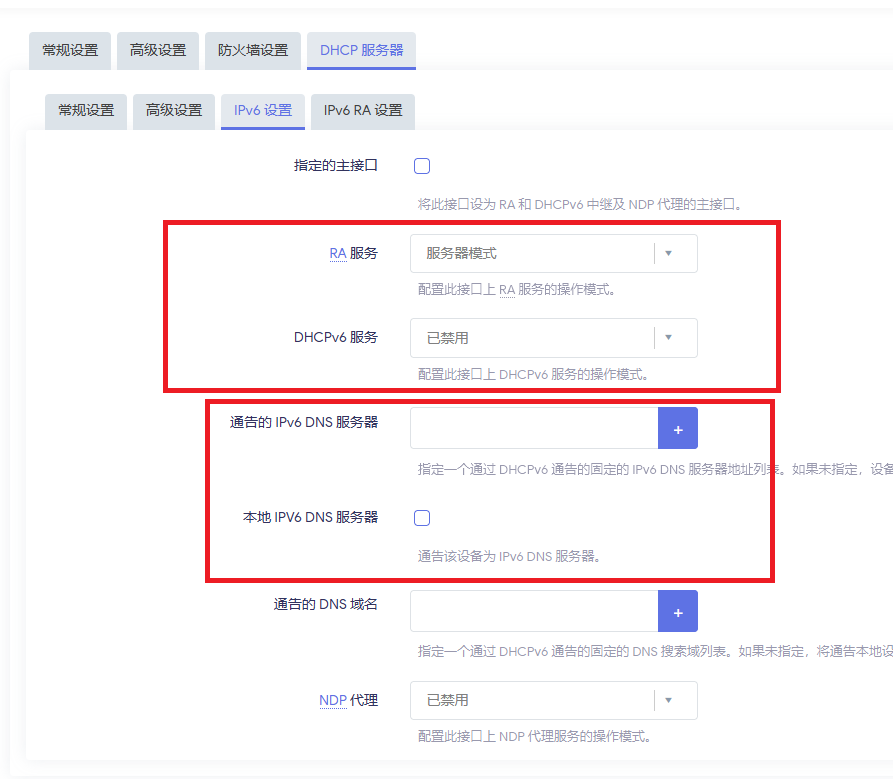 常规设置 高级设置 防火墙设置 DHCP 服务器
常规设置 高级设置 IPv6 设置 IPv6 RA 设置
指定的主接口
将此接口设为 RA 和 DHCPv6 中继及 NDP 代理的主接口。
RA 服务 服务器模式
配置此接口上 RA 服务的操作模式。
DHCPv6 服务 已禁用
配置此接口上 DHCPv6 服务的操作模式。
通告的 IPv6 DNS 服务器 +
指定一个通过 DHCPv6 通告的固定的 IPv6 DNS 服务器地址列表。如果未指定，设备
本地 IPV6 DNS 服务器
通告该设备为 IPv6 DNS 服务器。
通告的 DNS 域名 +
指定一个通过 DHCPv6 通告的固定的 DNS 搜索域列表。如果未指定，将通告本地设
NDP 代理 已禁用
配置此接口上 NDP 代理服务的操作模式。